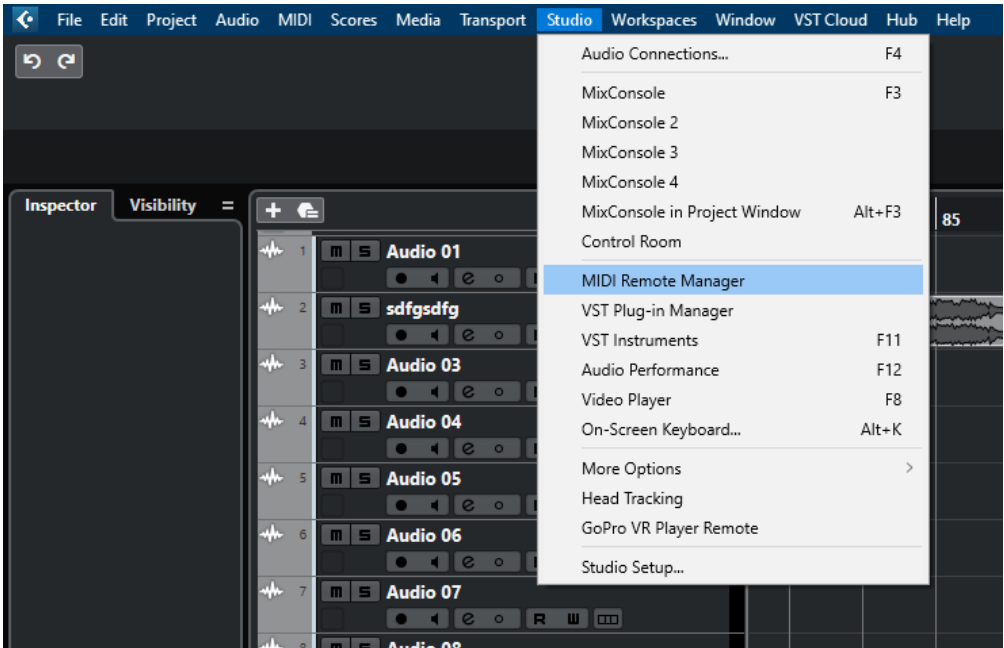 File Edit Project Audio MIDI Scores Media Transport Studio Workspaces Window VST Cloud Hub Help
Audio Connections... F4
MixConsole F3
MixConsole 2
MixConsole 3
MixConsole 4
MixConsole in Project Window Alt+F3
Control Room
MIDI Remote Manager
VST Plug-in Manager
VST Instruments F11
Audio Performance F12
Video Player F8
On-Screen Keyboard... Alt+K
More Options
Head Tracking
GoPro VR Player Remote
Studio Setup...
Inspector Visibility
85
1 m S Audio 01
e
2 m S sdfgsdfg
e
3 m S Audio 03
e
4 m S Audio 04
e
5 m S Audio 05
e
6 m S Audio 06
e
7 m S Audio 07
e R W
8 m S Audio 08